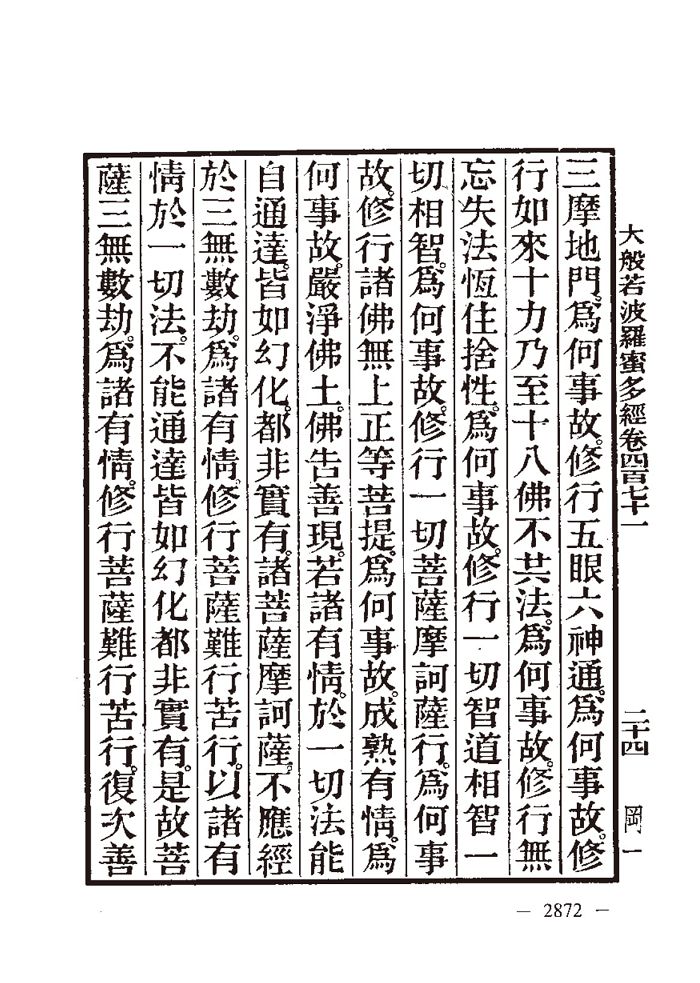 大般若波羅蜜多經卷四百七十一
二十四
岡一
三摩地門。為何事故。修行五眼六神通。為何事故。修
行如來十力乃至十八佛不共法。為何事故。修行無
忘失法恆住捨性。為何事故。修行一切智道相智一
切相智。為何事故。修行一切菩薩摩訶薩行。為何事
故。修行諸佛無上正等菩提。為何事故。成熟有情。為
何事故。嚴淨佛土。佛告善現。若諸有情。於一切法能
自通達。皆如幻化。都非實有。諸菩薩摩訶薩。不應經
於三無數劫。為諸有情。修行菩薩難行苦行。以諸有
情於一切法。不能通達皆如幻化都非實有。是故菩
薩三無數劫。為諸有情。修行菩薩難行苦行。復次善
— 2872 —